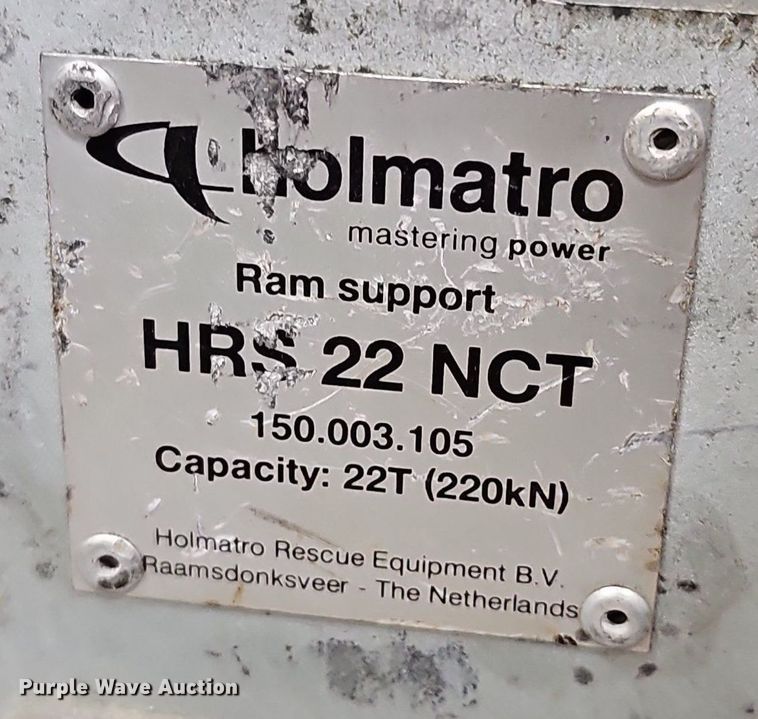 holmatro
mastering power
Ram support
HRS 22 NCT
150.003.105
Capacity: 22T (220kN)
Holmatro Rescue Equipment B.V.
Raamsdonksveer - The Netherlands
Purple Wave Auction